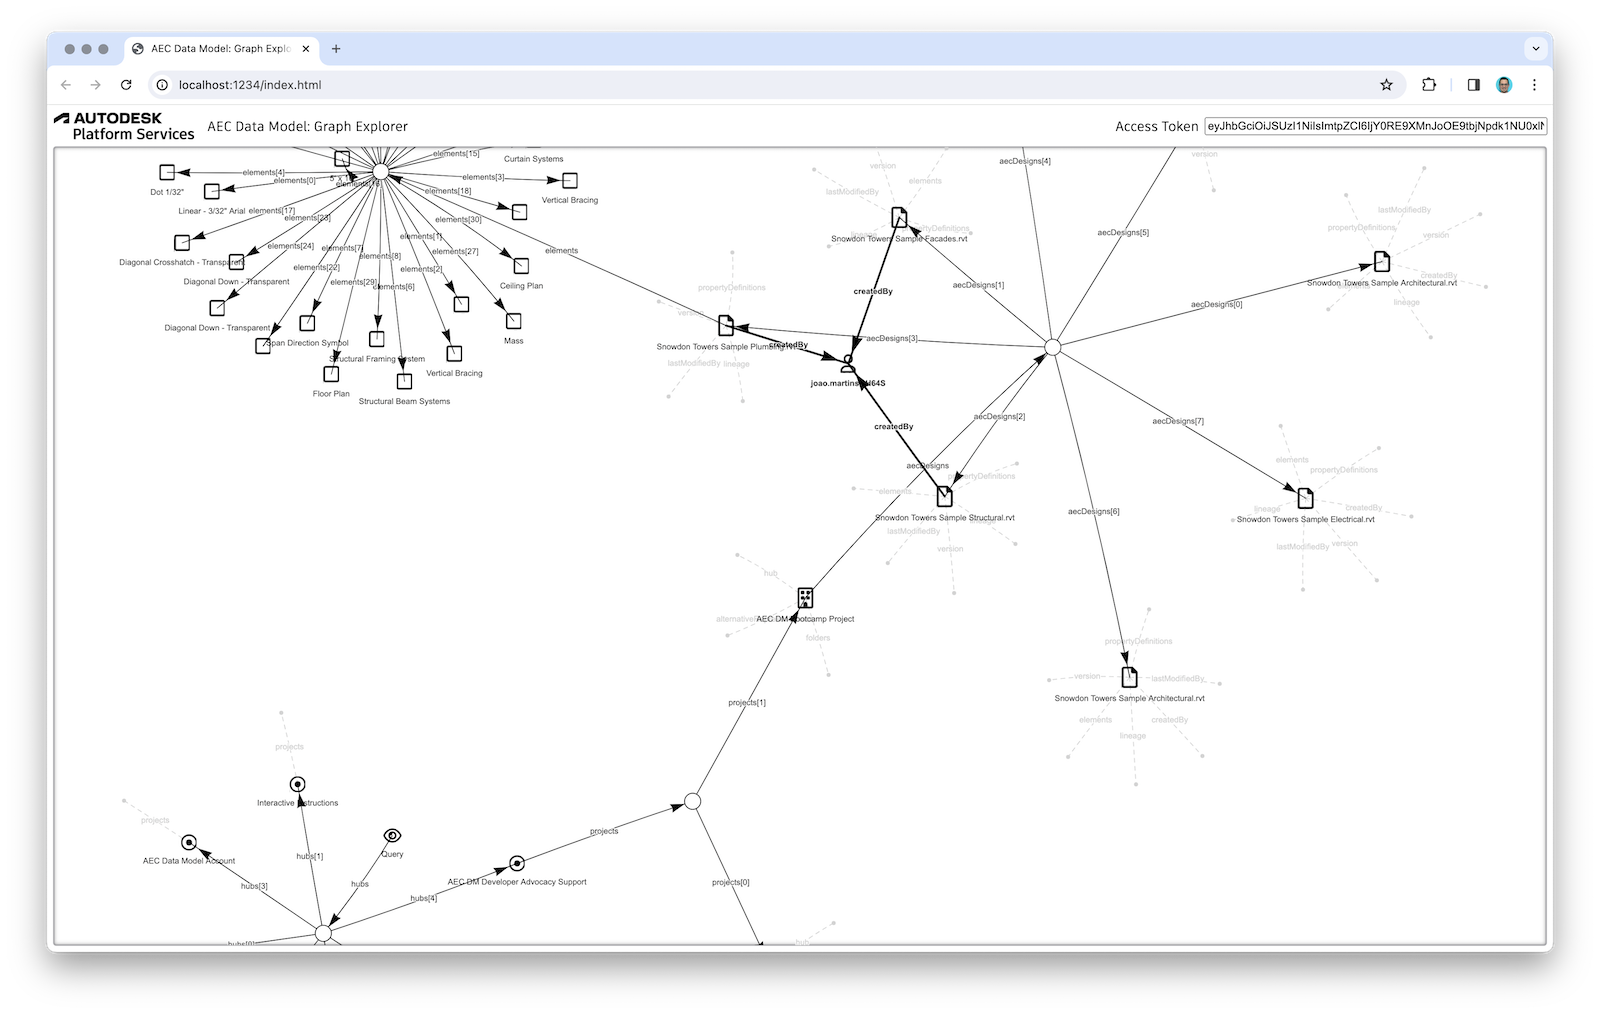 AEC Data Model: Graph Explo
localhost:1234/index.html
AUTODESK
Platform Services
AEC Data Model: Graph Explorer
Access Token
elements[15]
Curtain Systems
version
aecDesigns[4]
version
elements[4]
elements[0]
elements[3]
elements
Dot 1/32"
elements[18]
Vertical Bracing
lastModifiedBy
Linear - 3/32" Arial
elements[17]
elements[23]
elements[30]
lastModifiedBy
propertyDefinitions
propertyDefinitions
Snowdon Towers Sample Facades.rvt
elements[1]
aecDesigns[5]
version
elements[24]
elements[7]
elements[27]
elements
Diagonal Crosshatch - Transparent
elements[22]
elements[8]
elements[2]
createdBy
Diagonal Down - Transparent
elements[29]
elements[6]
Ceiling Plan
propertyDefinitions
createdBy
aecDesigns[1]
Snowdon Towers Sample Architectural.rvt
lineage
aecDesigns[0]
version
Diagonal Down - Transparent
Span Direction Symbol
Mass
Snowdon Towers Sample Plumbing.rvt
createdBy
aecDesigns[3]
Structural Framing System
lastModifiedBy
lineage
Vertical Bracing
joao.martins
U64S
Floor Plan
Structural Beam Systems
createdBy
aecDesigns[2]
aecDesigns[7]
aecDesigns
propertyDefinitions
elements
propertyDefinitions
elements
Snowdon Towers Sample Structural.rvt
aecDesigns[6]
lineage
createdBy
Snowdon Towers Sample Electrical.rvt
lastModifiedBy
version
lastModifiedBy
version
hub
AEC DM Bootcamp Project
folders
propertyDefinitions
version
lastModifiedBy
Snowdon Towers Sample Architectural.rvt
projects[1]
elements
createdBy
lineage
projects
Interactive Instructions
projects
projects
AEC Data Model Account
hubs[1]
Query
hubs[3]
hubs
AEC DM Developer Advocacy Support
projects[0]
hubs[4]
hub